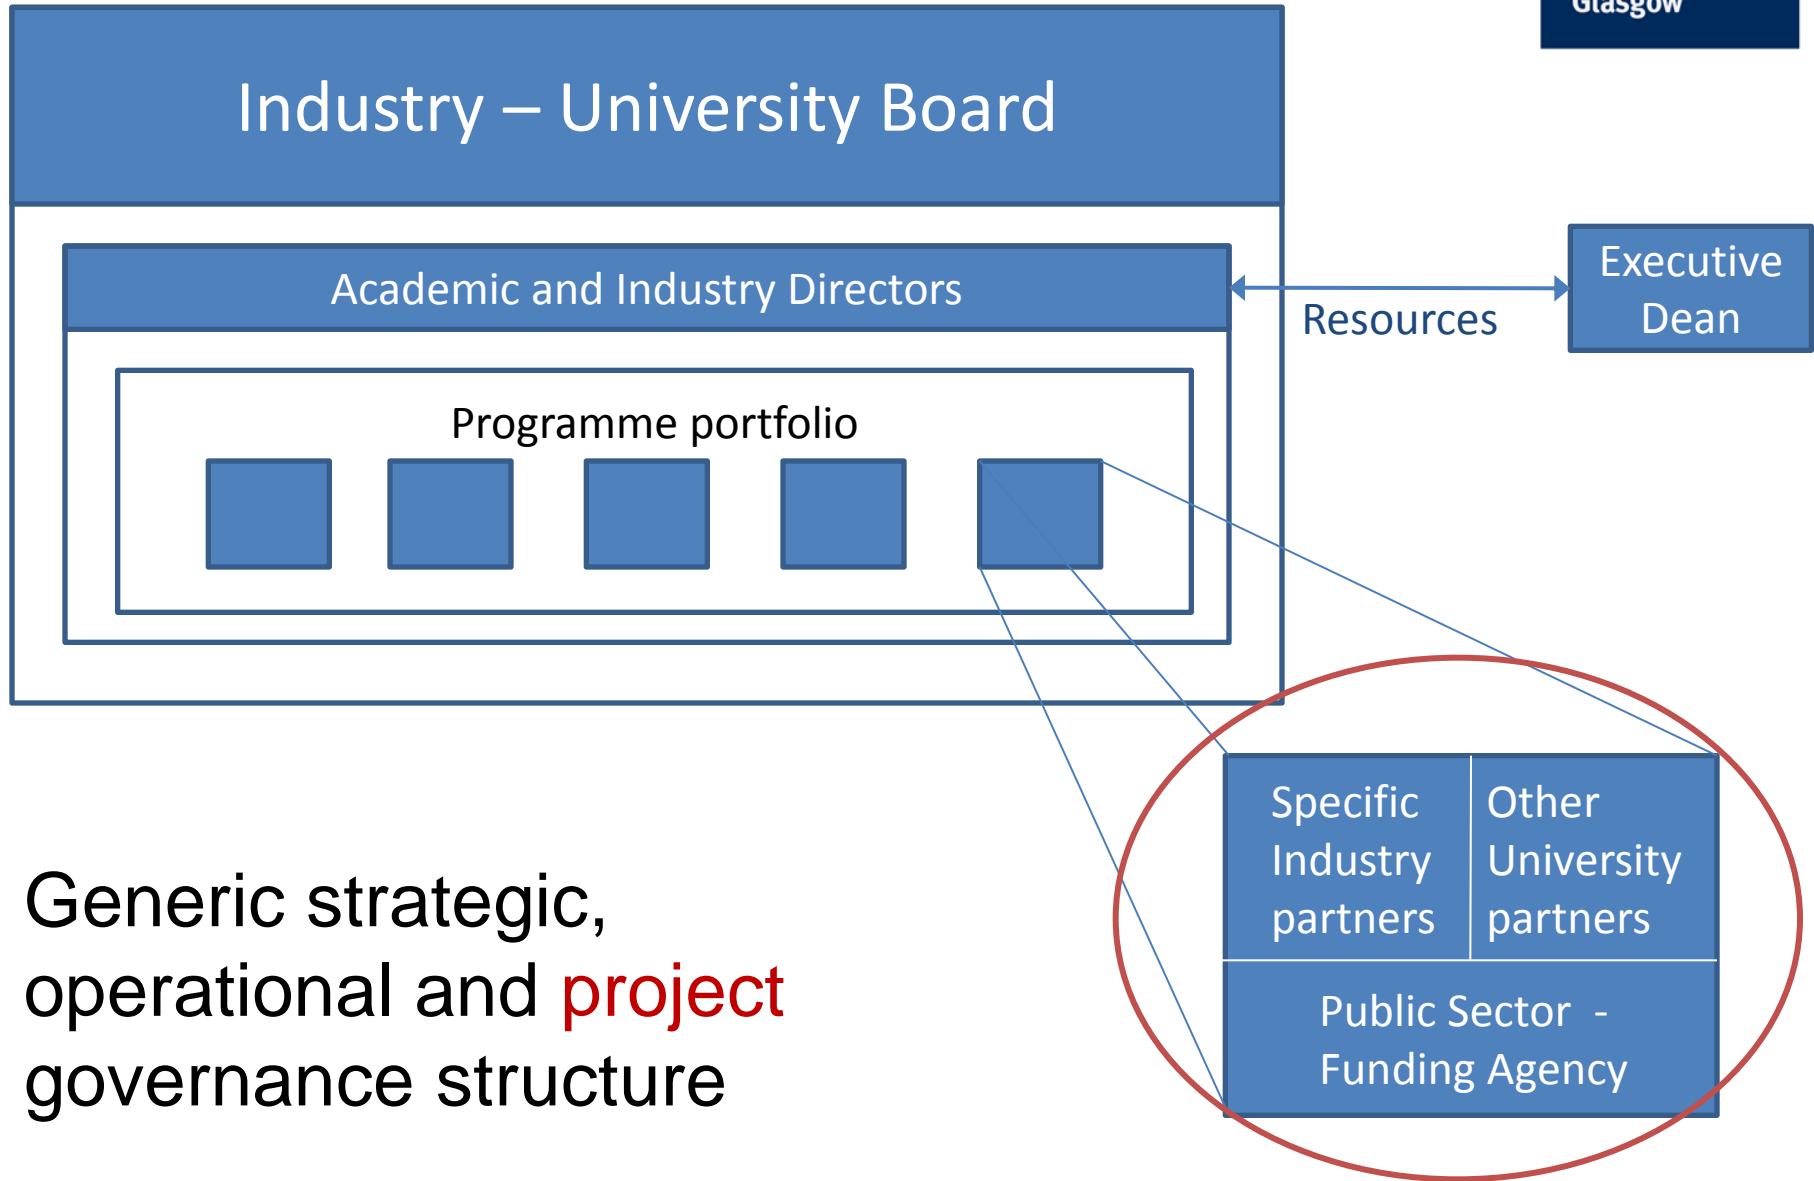 Glasgow
Industry – University Board
Academic and Industry Directors
Executive
Dean
Resources
Programme portfolio
Specific
Industry
partners
Other
University
partners
Public Sector -
Funding Agency
Generic strategic,
operational and project
governance structure